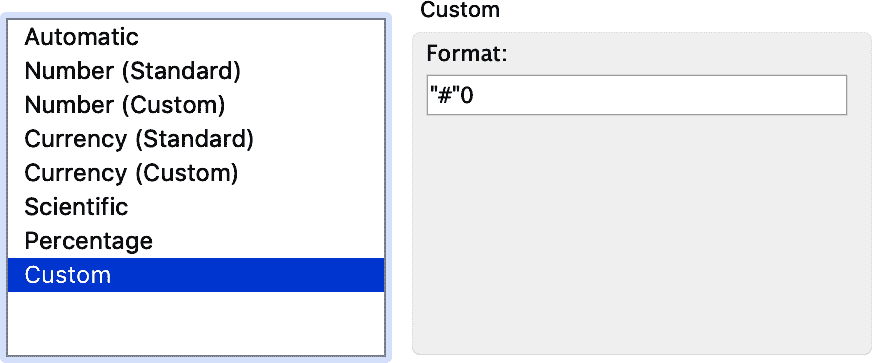 Automatic
Number (Standard)
Number (Custom)
Currency (Standard)
Currency (Custom)
Scientific
Percentage
Custom
Custom
Format:
"#"0